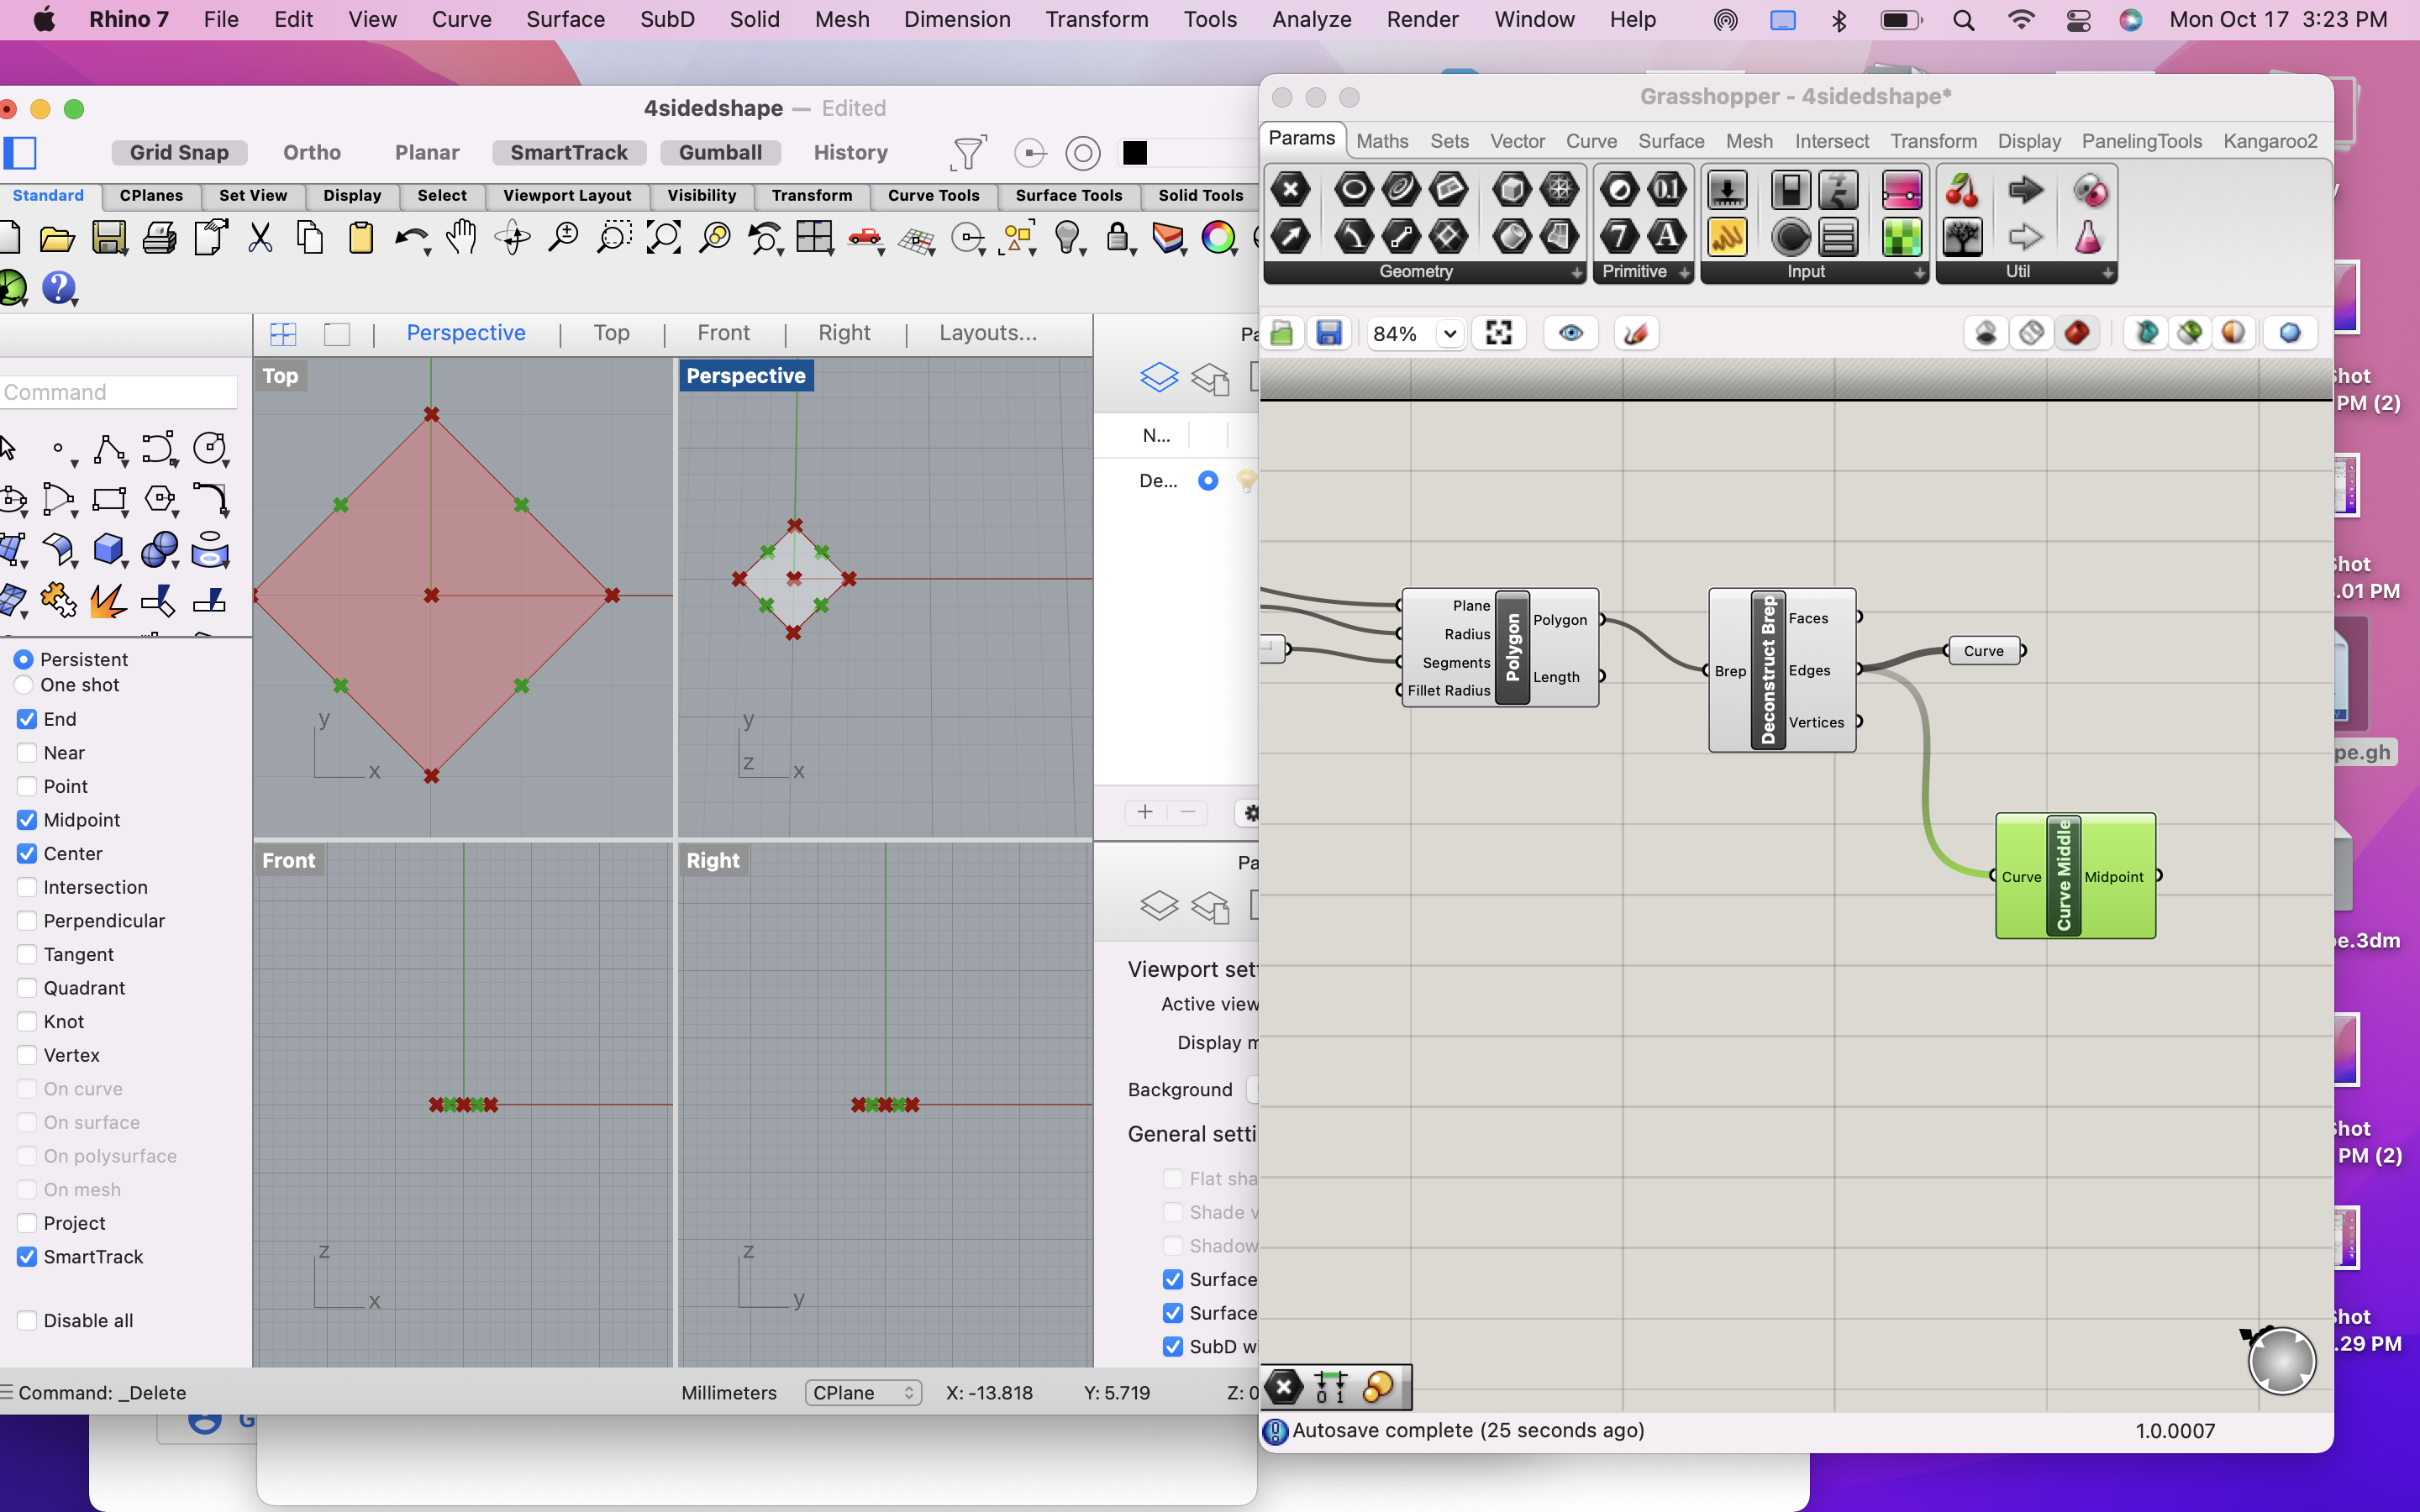 Rhino 7 File Edit View Curve Surface SubD Solid Mesh Dimension Transform Tools Analyze Render Window Help Mon Oct 17 3:23 PM
4sidedshape — Edited
Grid Snap Ortho Planar SmartTrack Gumball History
Standard CPlanes Set View Display Select Viewport Layout Visibility Transform Curve Tools Surface Tools Solid Tools
Perspective Top Front Right Layouts...
Command
Top
y
x
Perspective
y
z
x
Front
z
x
Right
z
y
Persistent
One shot
End
Near
Point
Midpoint
Center
Intersection
Perpendicular
Tangent
Quadrant
Knot
Vertex
On curve
On surface
On polysurface
On mesh
Project
SmartTrack
Disable all
Pa
N...
De...
Pa
Viewport set
Active view
Display m
Background
General setti
Flat sha
Shade v
Shadow
Surface
Surface
SubD wi
Command: _Delete Millimeters CPlane X: -13.818 Y: 5.719 Z: 0
G
Grasshopper - 4sidedshape*
Params Maths Sets Vector Curve Surface Mesh Intersect Transform Display PanelingTools Kangaroo2
Geometry Primitive Input Util
84%
Plane
Radius
Segments
Fillet Radius
Polygon
Polygon
Length
Brep
Deconstruct Brep
Faces
Edges
Vertices
Curve
Curve
Curve Middle
Midpoint
0 1
Autosave complete (25 seconds ago) 1.0.0007
Shot
PM (2)
Shot
.01 PM
pe.gh
pe.3dm
Shot
PM (2)
Shot
.29 PM